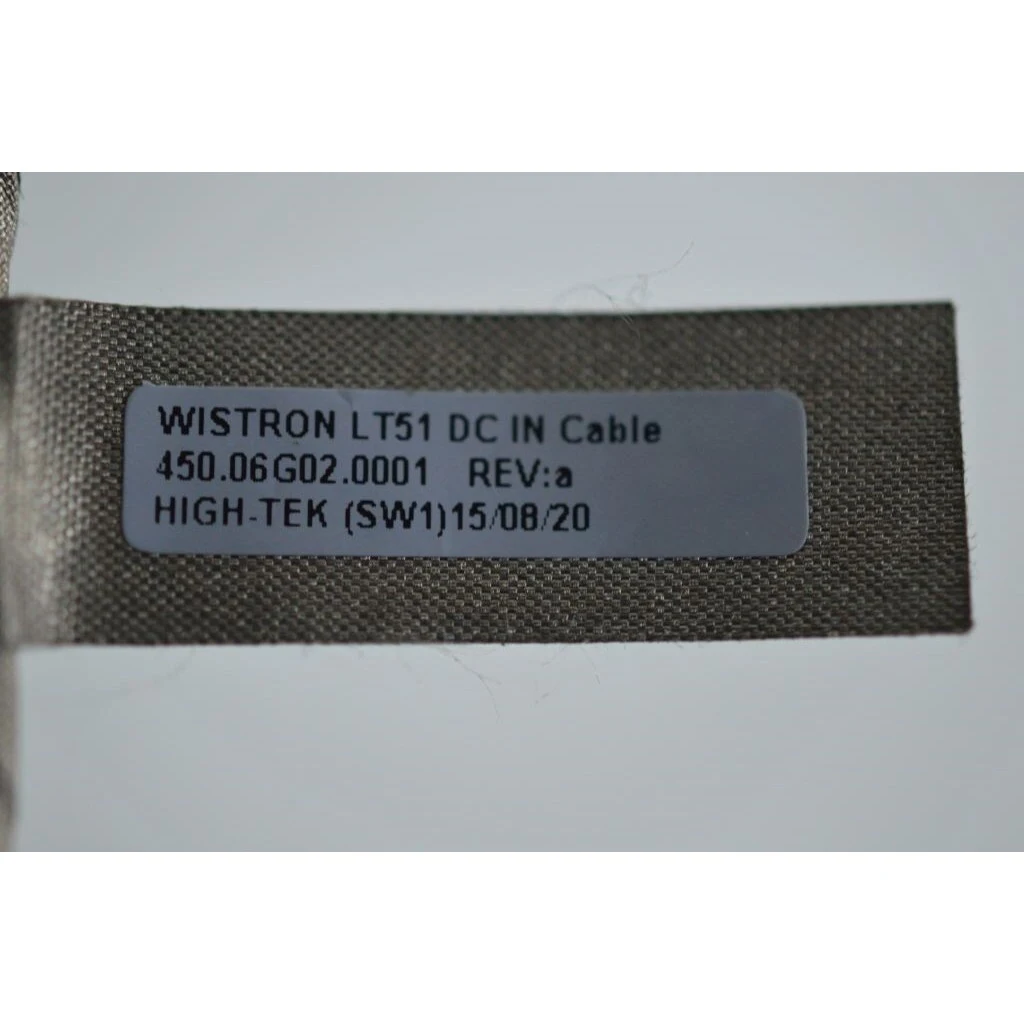 WISTRON LT51 DC IN Cable
450.06G02.0001 REV:a
HIGH-TEK (SW1)15/08/20